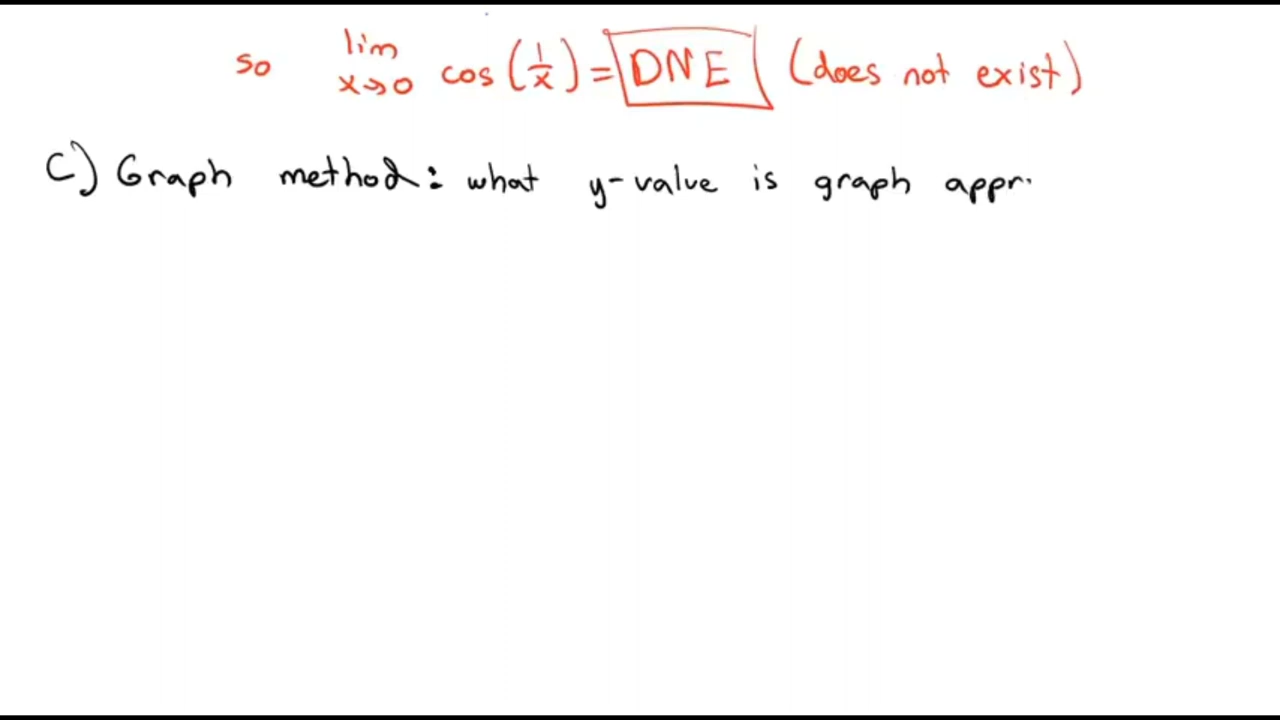 so lim x→0 cos(1/x) = DNE (does not exist)
C) Graph method: what y-value is graph appr